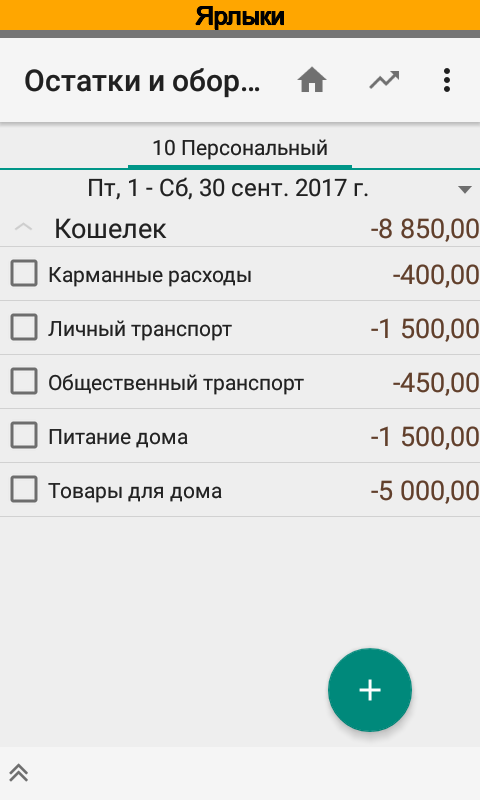 Ярлыки
Остатки и обор...
10 Персональный
Пт, 1 - Сб, 30 сент. 2017 г.
Кошелек -8 850,00
Карманные расходы -400,00
Личный транспорт -1 500,00
Общественный транспорт -450,00
Питание дома -1 500,00
Товары для дома -5 000,00